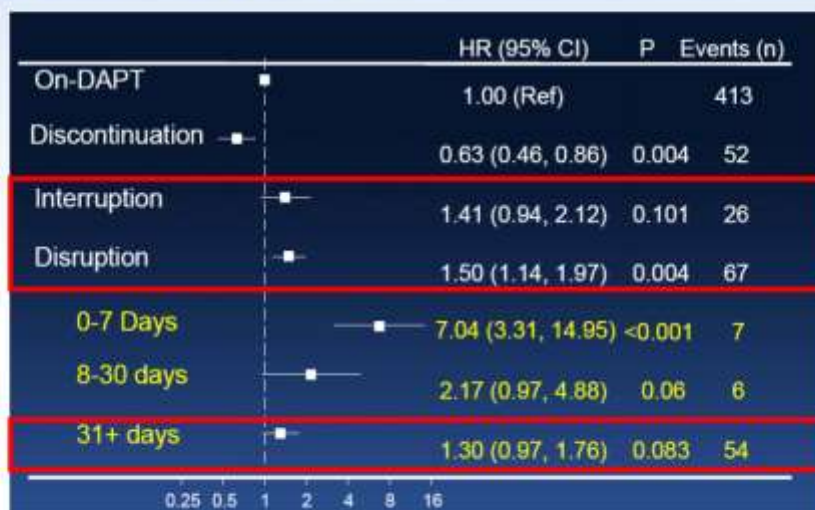 HR (95% CI) P Events (n)
On-DAPT 1.00 (Ref) 413
Discontinuation 0.63 (0.46, 0.86) 0.004 52
Interruption 1.41 (0.94, 2.12) 0.101 26
Disruption 1.50 (1.14, 1.97) 0.004 67
0-7 Days 7.04 (3.31, 14.95) <0.001 7
8-30 days 2.17 (0.97, 4.88) 0.06 6
31+ days 1.30 (0.97, 1.76) 0.083 54
0.25 0.5 1 2 4 8 16